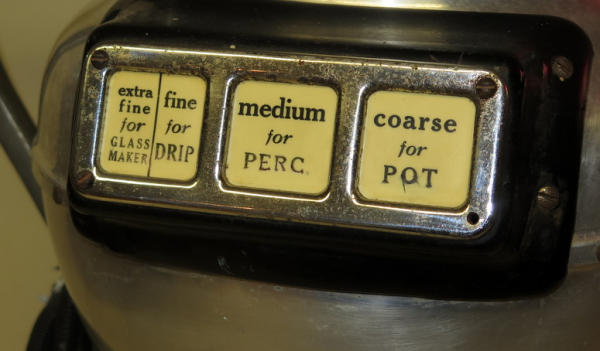 extra
fine
for
GLASS
MAKER
fine
for
DRIP
medium
for
PERC.
coarse
for
POT